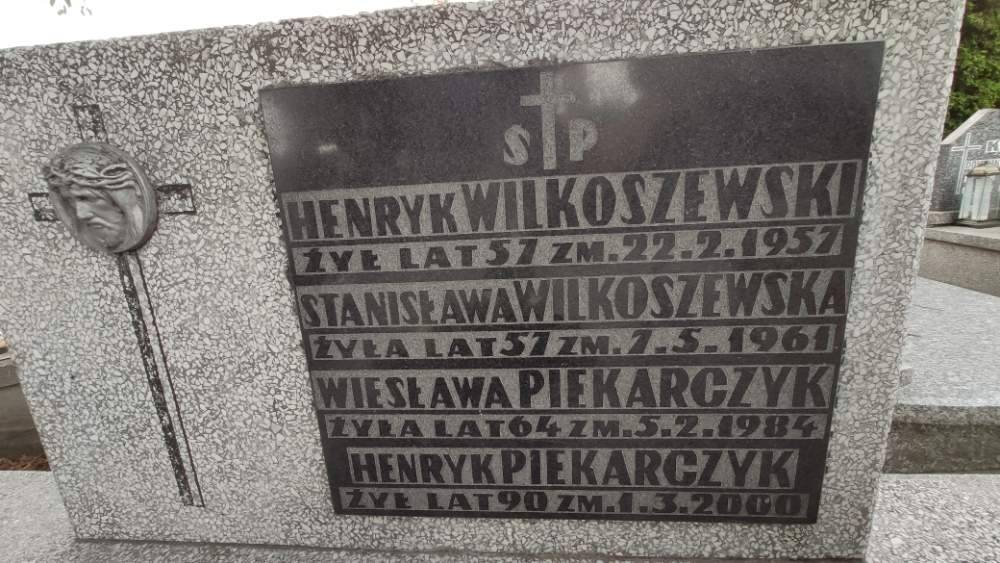 S P
HENRYK WILKOSZEWSKI
ŻYŁ LAT 57 ZM. 22.2.1957
STANISŁAWA WILKOSZEWSKA
ŻYŁA LAT 57 ZM. 7.5.1961
WIESŁAWA PIEKARCZYK
ŻYŁA LAT 64 ZM. 5.2.1984
HENRYK PIEKARCZYK
ŻYŁ LAT 90 ZM. 1.3.2000